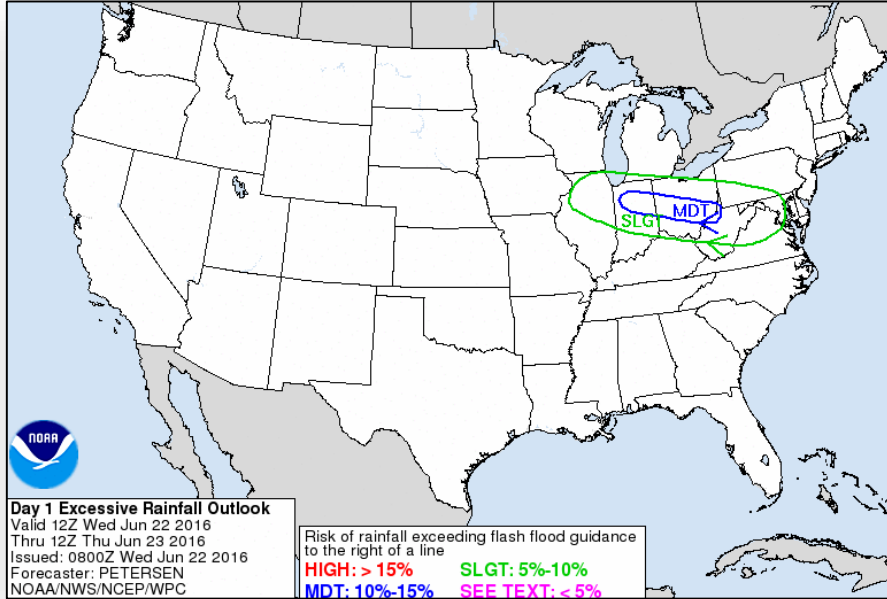 MDT
SLGT
NOAA
Day 1 Excessive Rainfall Outlook
Valid 12Z Wed Jun 22 2016
Thru 12Z Thu Jun 23 2016
Issued: 0800Z Wed Jun 22 2016
Forecaster: PETERSEN
NOAA/NWS/NCEP/WPC
Risk of rainfall exceeding flash flood guidance
to the right of a line
HIGH: > 15% SLGT: 5%-10%
MDT: 10%-15% SEE TEXT: < 5%